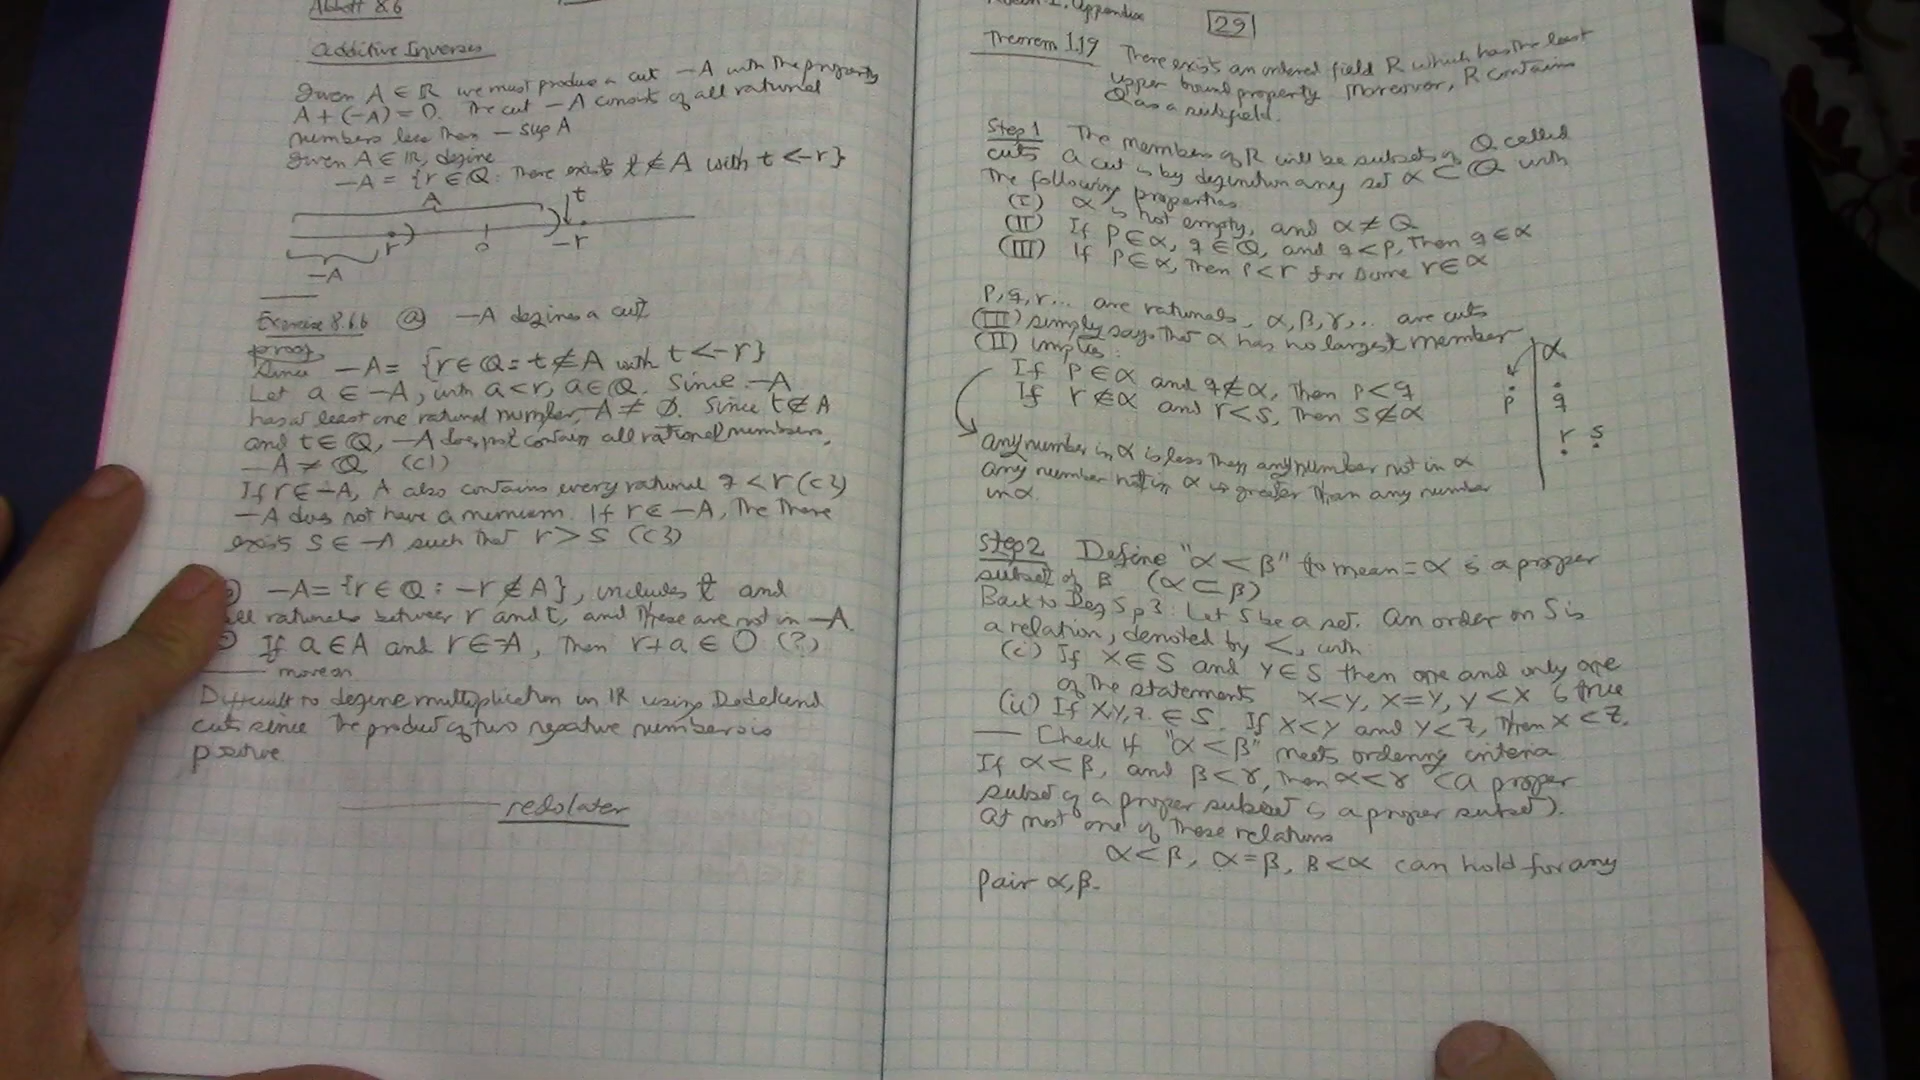 Abbott 8.6
Additive Inverses
Given A ∈ ℝ we must produce a cut -A with the property
A + (-A) = O. The cut -A consists of all rational
numbers less than - sup A
Given A ∈ ℝ, define
-A = {r ∈ Q: There exists t ∉ A with t < -r}
A
t
r
o
-r
-A
Exercise 8.6.6 (a) -A defines a cut
proof
Since -A = {r ∈ Q = t ∉ A with t < -r}
Let a ∈ -A, with a < r, a ∈ Q. Since -A
has at least one rational number, -A ≠ ∅. Since t ∉ A
and t ∈ Q, -A does not contain all rational numbers,
-A ≠ Q (c1)
If r ∈ -A, A also contains every rational q < r (c2)
-A does not have a If r ∈ -A, The There
exists S ∈ -A such that r > s (c3)
-A = {r ∈ Q : -r ∉ A}, includes t and
all rationals between r and t, and these are not in -A.
If a ∈ A and r ∈ -A, Then r + a ∈ O (?)
move on
Difficult to define multiplication in ℝ using Dedekind
cuts since the product of two negative numbers is
positive
redo later
Appendix
29
Theorem 1.19 There exists an ordered field R which has the least
upper bound property Moreover, R contains
Q as a subfield.
Step 1 The members of R will be subsets of Q called
cuts A cut is by definition any set α ⊂ Q with
the following properties
(I) α is not empty, and α ≠ Q
(II) If p ∈ α, q ∈ Q, and q < p, Then q ∈ α
(III) If p ∈ α, Then p < r for some r ∈ α
p, q, r... are rationals, α, β, γ, ... are cuts
(III) simply says that α has no largest member
(II) implies:
If p ∈ α and q ∉ α, Then p < q
If r ∉ α and r < s, Then s ∉ α
α
p
q
r s
any number in α is less than any number not in α
any number not in α is greater than any number
in α.
Step 2 Define "α < β" to mean = α is a proper
subset of β (α ⊂ β)
Back to Def 5 p 3: Let S be a set. An order on S is
a relation, denoted by <, with
(i) If x ∈ S and y ∈ S then one and only one
of the statements x < y, x = y, y < x is true
(ii) If x, y, z ∈ S. If x < y and y < z, Then x < z.
Check if "α < β" meets ordering criteria
If α < β, and β < γ, Then α < γ (a proper
subset of a proper subset is a proper subset).
At most one of these relations
α < β, α = β, β < α can hold for any
pair α, β.